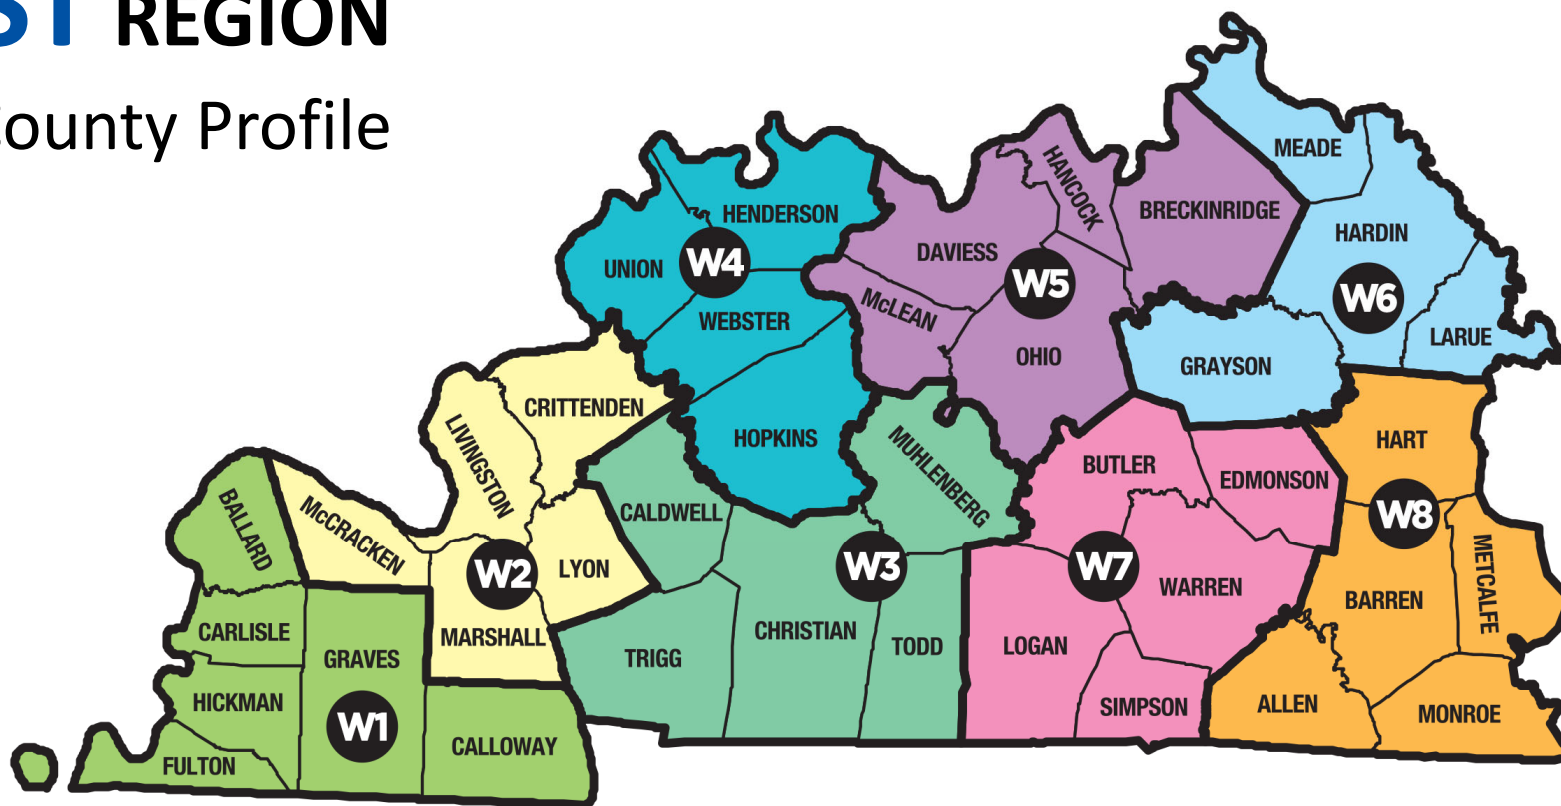 ST REGION
County Profile
MEADE
HANCOCK
BRECKINRIDGE
HENDERSON
HARDIN
DAVIESS
UNION
W4
W5
W6
McLEAN
WEBSTER
LARUE
OHIO
GRAYSON
CRITTENDEN
LIVINGSTON
HOPKINS
MUHLENBERG
HART
BUTLER
EDMONSON
BALLARD
McCRACKEN
CALDWELL
W8
W2
LYON
W3
W7
WARREN
METCALFE
BARREN
CARLISLE
MARSHALL
CHRISTIAN
GRAVES
TRIGG
TODD
LOGAN
HICKMAN
SIMPSON
ALLEN
MONROE
W1
CALLOWAY
FULTON